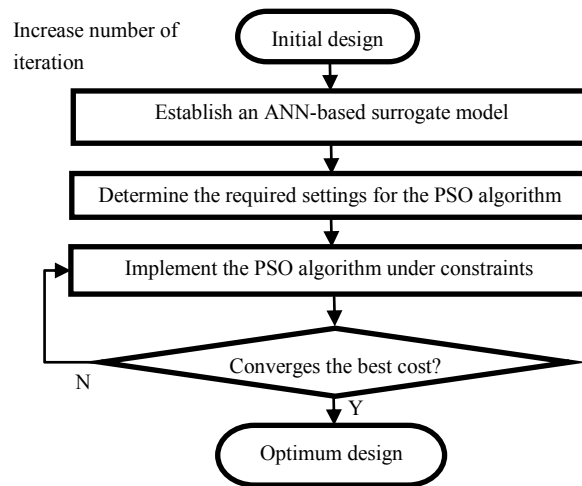 Increase number of
iteration
Initial design
Establish an ANN-based surrogate model
Determine the required settings for the PSO algorithm
Implement the PSO algorithm under constraints
Converges the best cost?
N
Y
Optimum design